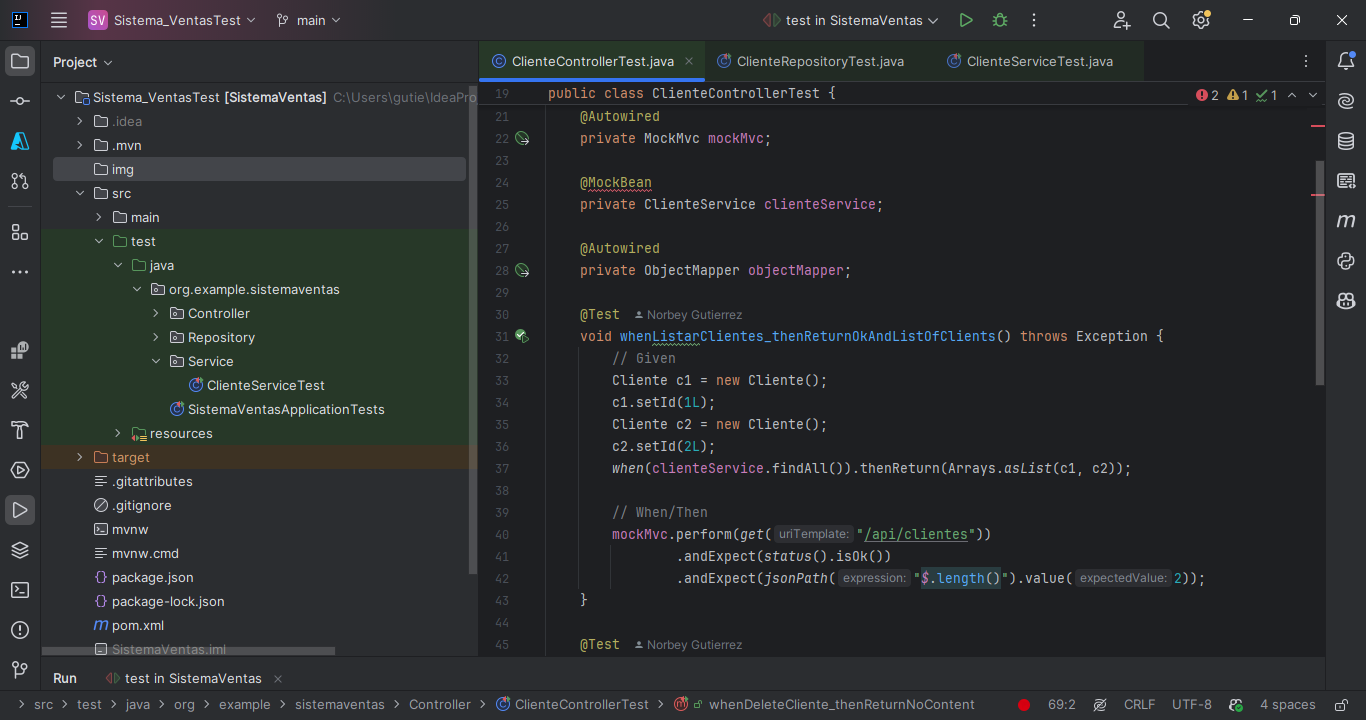 SV Sistema_VentasTest main test in SistemaVentas
Project
Sistema_VentasTest [SistemaVentas] C:\Users\gutie\IdeaPro
.idea
.mvn
img
src
main
test
java
org.example.sistemaventas
Controller
Repository
Service
ClienteServiceTest
SistemaVentasApplicationTests
resources
target
.gitattributes
.gitignore
mvnw
mvnw.cmd
package.json
package-lock.json
pom.xml
SistemaVentas.iml
ClienteControllerTest.java ClienteRepositoryTest.java ClienteServiceTest.java
19 public class ClienteControllerTest { 2 1 1
21 @Autowired
22 private MockMvc mockMvc;
23
24 @MockBean
25 private ClienteService clienteService;
26
27 @Autowired
28 private ObjectMapper objectMapper;
29
30 @Test Norbey Gutierrez
31 void whenListarClientes_thenReturnOkAndListOfClients() throws Exception {
32 // Given
33 Cliente c1 = new Cliente();
34 c1.setId(1L);
35 Cliente c2 = new Cliente();
36 c2.setId(2L);
37 when(clienteService.findAll()).thenReturn(Arrays.asList(c1, c2));
38
39 // When/Then
40 mockMvc.perform(get( uriTemplate: "/api/clientes"))
41 .andExpect(status().isOk())
42 .andExpect(jsonPath( expression: "$.length()").value( expectedValue: 2));
43 }
44
45 @Test Norbey Gutierrez
Run test in SistemaVentas
src test java org example sistemaventas Controller ClienteControllerTest whenDeleteCliente_thenReturnNoContent 69:2 CRLF UTF-8 4 spaces